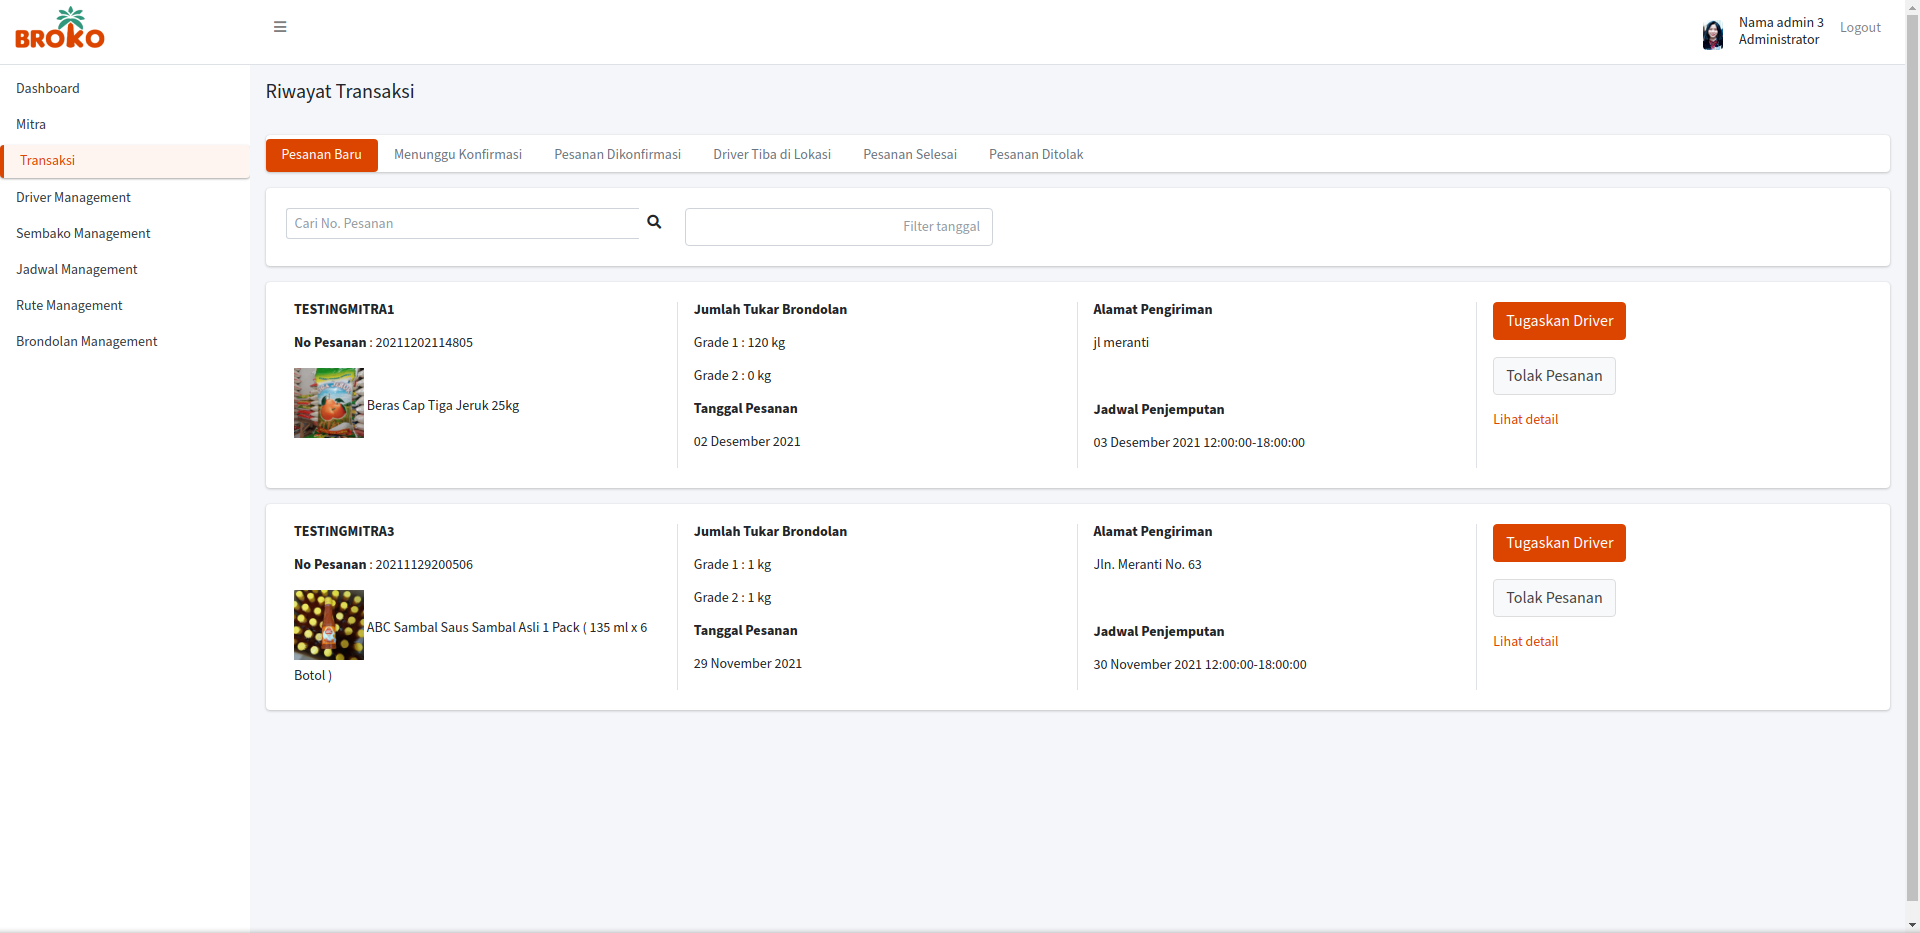 BROKO
Nama admin 3
Administrator
Logout
Dashboard
Mitra
Transaksi
Driver Management
Sembako Management
Jadwal Management
Rute Management
Brondolan Management
Riwayat Transaksi
Pesanan Baru
Menunggu Konfirmasi
Pesanan Dikonfirmasi
Driver Tiba di Lokasi
Pesanan Selesai
Pesanan Ditolak
Cari No. Pesanan
Filter tanggal
TESTINGMITRA1
No Pesanan : 20211202114805
Beras Cap Tiga Jeruk 25kg
Jumlah Tukar Brondolan
Grade 1 : 120 kg
Grade 2 : 0 kg
Tanggal Pesanan
02 Desember 2021
Alamat Pengiriman
jl meranti
Jadwal Penjemputan
03 Desember 2021 12:00:00-18:00:00
Tugaskan Driver
Tolak Pesanan
Lihat detail
TESTINGMITRA3
No Pesanan : 20211129200506
ABC Sambal Saus Sambal Asli 1 Pack ( 135 ml x 6
Botol )
Jumlah Tukar Brondolan
Grade 1 : 1 kg
Grade 2 : 1 kg
Tanggal Pesanan
29 November 2021
Alamat Pengiriman
Jln. Meranti No. 63
Jadwal Penjemputan
30 November 2021 12:00:00-18:00:00
Tugaskan Driver
Tolak Pesanan
Lihat detail